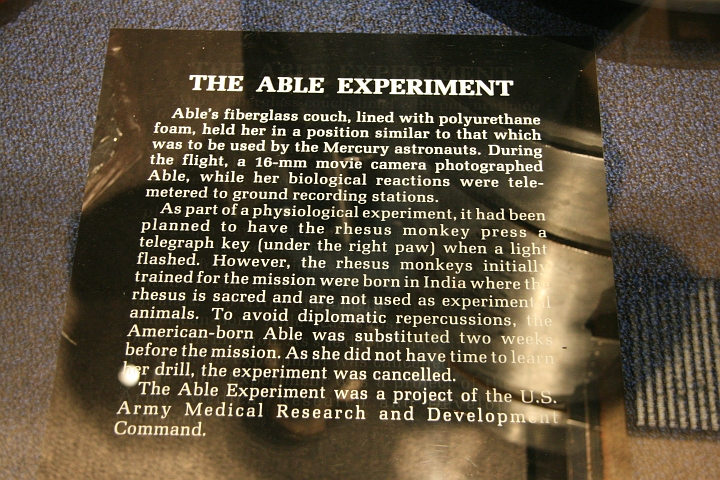 THE ABLE EXPERIMENT
Able's fiberglass couch, lined with polyurethane
foam, held her in a position similar to that which
was to be used by the Mercury astronauts. During
the flight, a 16-mm movie camera photographed
Able, while her biological reactions were tele-
metered to ground recording stations.
As part of a physiological experiment, it had been
planned to have the rhesus monkey press a
telegraph key (under the right paw) when a light
flashed. However, the rhesus monkeys initially
trained for the mission were born in India where the
rhesus is sacred and are not used as experimental
animals. To avoid diplomatic repercussions, the
American-born Able was substituted two weeks
before the mission. As she did not have time to learn
her drill, the experiment was cancelled.
The Able Experiment was a project of the U.S.
Army Medical Research and Development
Command.